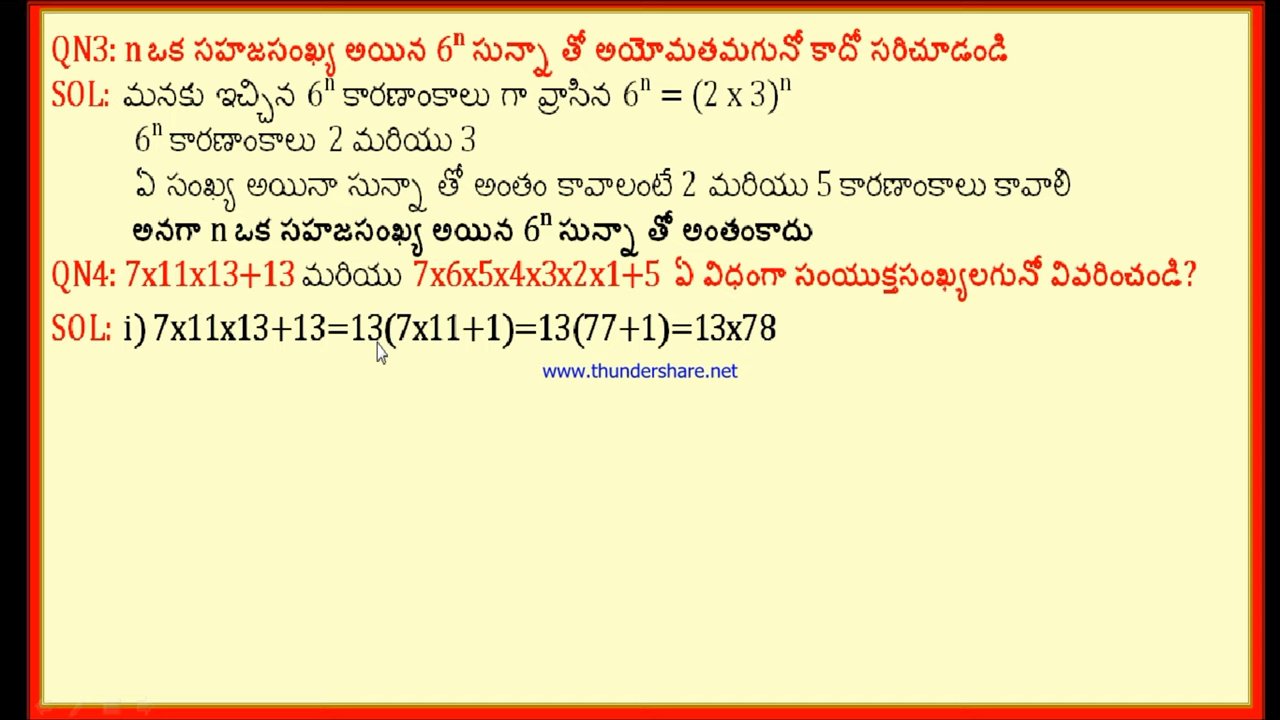 QN3: n ఒక సహజసంఖ్య అయిన 6ⁿ సున్నా తో అయోమతమగునో కాదో సరిచూడండి
SOL: మనకు ఇచ్చిన 6ⁿ కారణాంకాలు గా వ్రాసిన 6ⁿ = (2 x 3)ⁿ
6ⁿ కారణాంకాలు 2 మరియు 3
ఏ సంఖ్య అయినా సున్నా తో అంతం కావాలంటే 2 మరియు 5 కారణాంకాలు కావాలి
అనగా n ఒక సహజసంఖ్య అయిన 6ⁿ సున్నా తో అంతంకాదు
QN4: 7x11x13+13 మరియు 7x6x5x4x3x2x1+5 ఏ విధంగా సంయుక్తసంఖ్యలగునో వివరించండి?
SOL: i) 7x11x13+13=13(7x11+1)=13(77+1)=13x78
www.thundershare.net